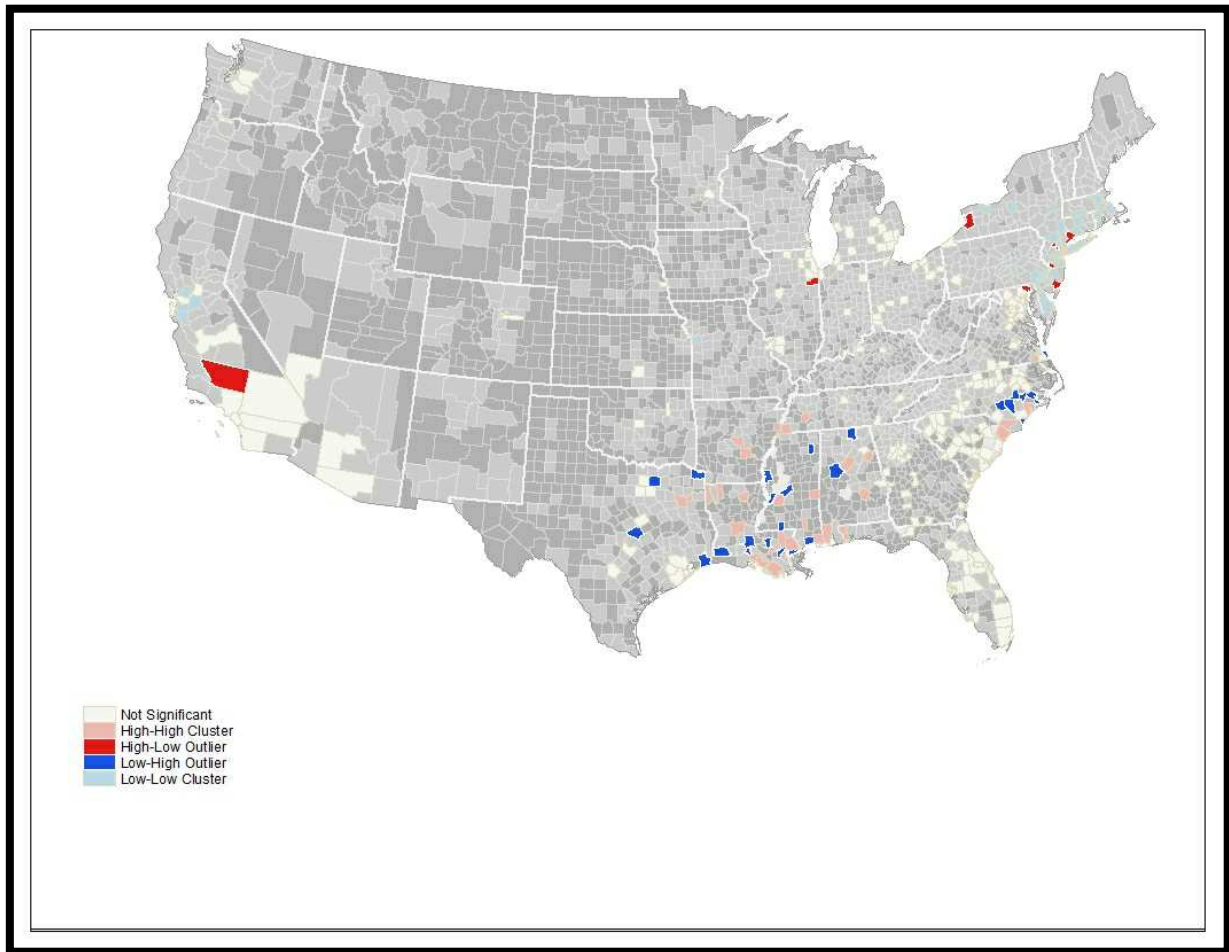 Not Significant
High-High Cluster
High-Low Outlier
Low-High Outlier
Low-Low Cluster